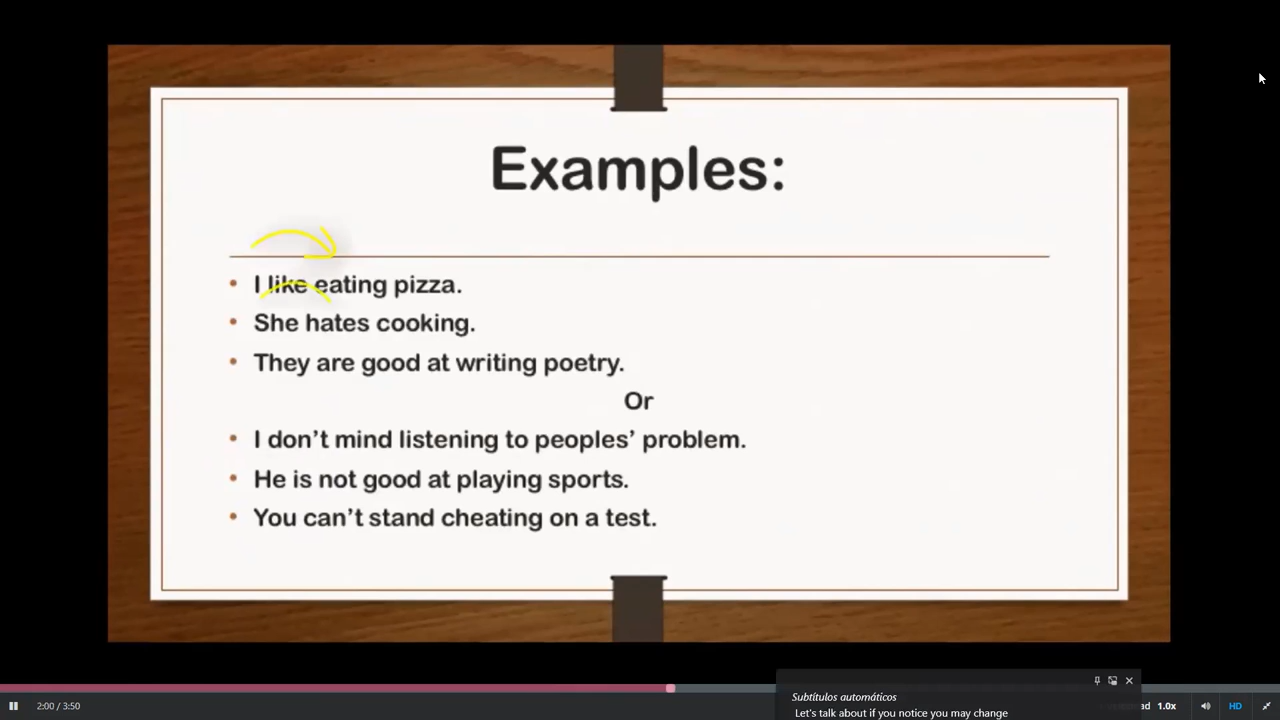 Examples:
• I like eating pizza.
• She hates cooking.
• They are good at writing poetry.
Or
• I don’t mind listening to peoples’ problem.
• He is not good at playing sports.
• You can’t stand cheating on a test.
Subtítulos automáticos
Let's talk about if you notice you may change
2:00 / 3:50
1.0x
HD